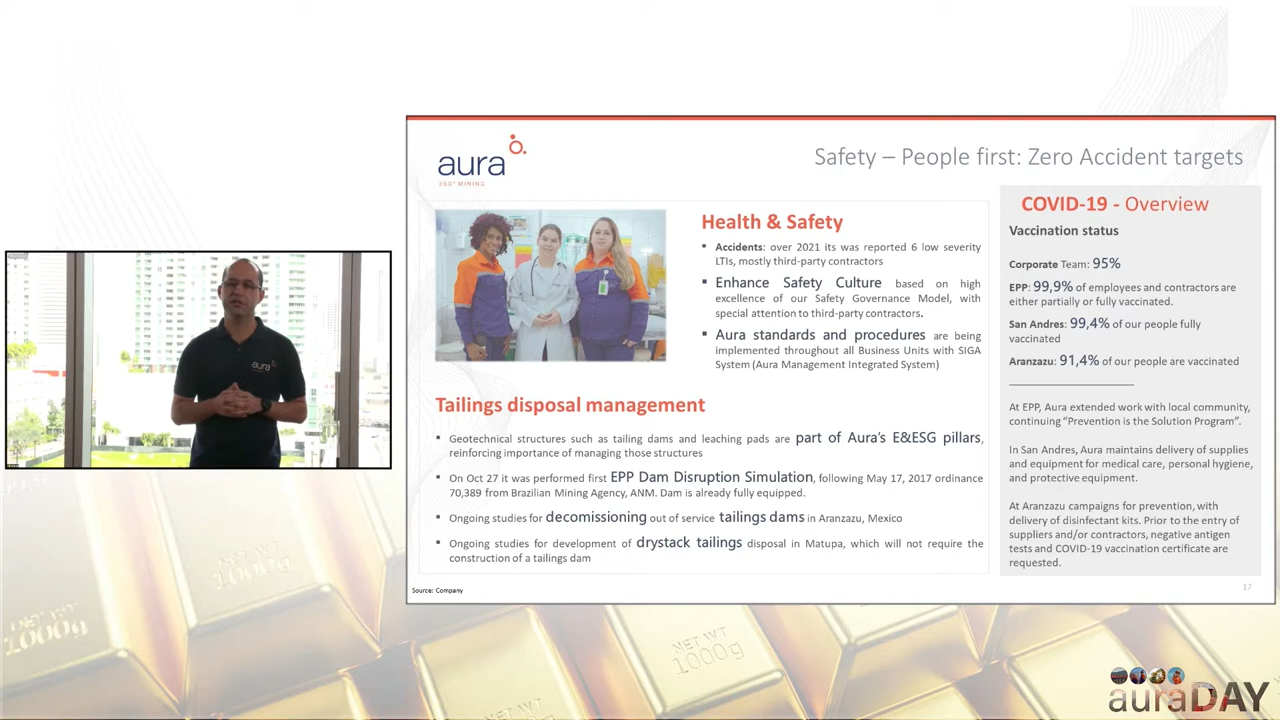 aura
360° MINING
Safety – People first: Zero Accident targets
Health & Safety
▪ Accidents: over 2021 its was reported 6 low severity
LTIs, mostly third-party contractors
▪ Enhance Safety Culture based on high
excellence of our Safety Governance Model, with
special attention to third-party contractors.
▪ Aura standards and procedures are being
implemented throughout all Business Units with SIGA
System (Aura Management Integrated System)
Tailings disposal management
▪ Geotechnical structures such as tailing dams and leaching pads are part of Aura's E&ESG pillars,
reinforcing importance of managing those structures
▪ On Oct 27 it was performed first EPP Dam Disruption Simulation, following May 17, 2017 ordinance
70,389 from Brazilian Mining Agency, ANM. Dam is already fully equipped.
▪ Ongoing studies for decomissioning out of service tailings dams in Aranzazu, Mexico
▪ Ongoing studies for development of drystack tailings disposal in Matupa, which will not require the
construction of a tailings dam
COVID-19 - Overview
Vaccination status
Corporate Team: 95%
EPP: 99,9% of employees and contractors are
either partially or fully vaccinated.
San Andres: 99,4% of our people fully
vaccinated
Aranzazu: 91,4% of our people are vaccinated
At EPP, Aura extended work with local community,
continuing “Prevention is the Solution Program”.
In San Andres, Aura maintains delivery of supplies
and equipment for medical care, personal hygiene,
and protective equipment.
At Aranzazu campaigns for prevention, with
delivery of disinfectant kits. Prior to the entry of
suppliers and/or contractors, negative antigen
tests and COVID-19 vaccination certificate are
requested.
Source: Company
17
aura
NET WT
1000g
1000g
1000g
auraDAY